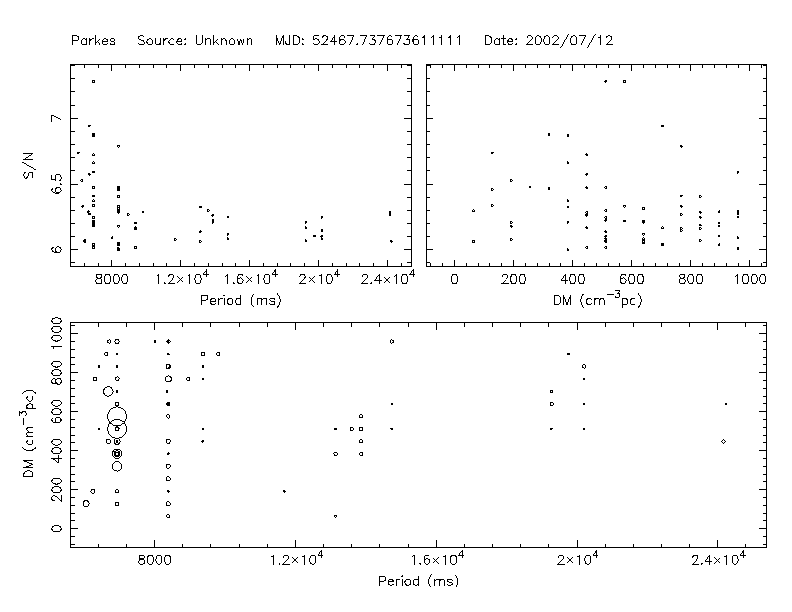 Parkes Source: Unknown MJD: 52467.737673611111 Date: 2002/07/12
S/N
7
6.5
6
8000 1.2×10⁴ 1.6×10⁴ 2×10⁴ 2.4×10⁴
Period (ms)
0 200 400 600 800 1000
DM (cm⁻³pc)
DM (cm⁻³pc)
1000
800
600
400
200
0
8000 1.2×10⁴ 1.6×10⁴ 2×10⁴ 2.4×10⁴
Period (ms)